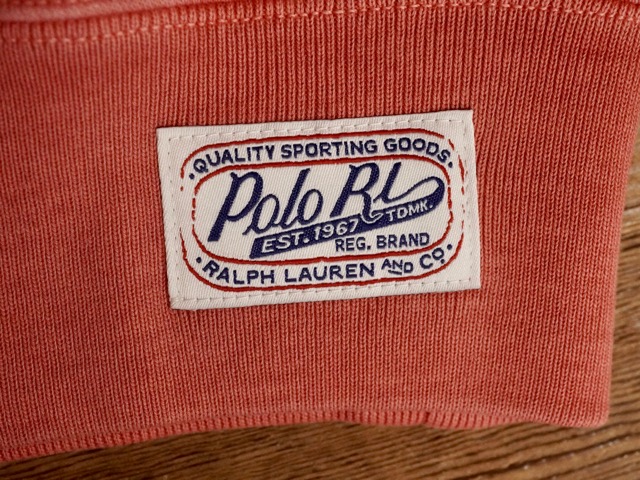 ·QUALITY SPORTING GOODS·
Polo RL
EST. 1967 TDMK.
REG. BRAND
·RALPH LAUREN AND CO.·